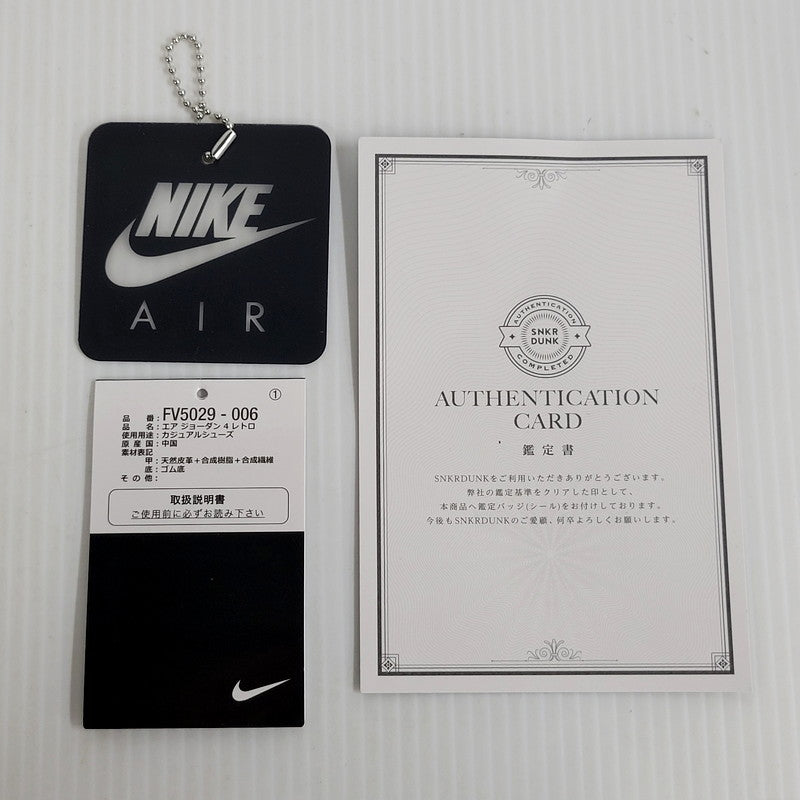 NIKE
AIR
①
品番：FV5029 - 006
品名：エア ジョーダン 4 レトロ
使用用途：カジュアルシューズ
原産国：中国
素材表記
甲：天然皮革＋合成樹脂＋合成繊維
底：ゴム底
その他：
取扱説明書
ご使用前に必ずお読み下さい
AUTHENTICATION
SNKR
DUNK
COMPLETED
AUTHENTICATION
CARD
鑑定書
SNKRDUNKをご利用いただきありがとうございます。
弊社の鑑定基準をクリアした印として、
本商品へ鑑定バッジ(シール)をお付けしております。
今後もSNKRDUNKのご愛顧、何卒よろしくお願いします。